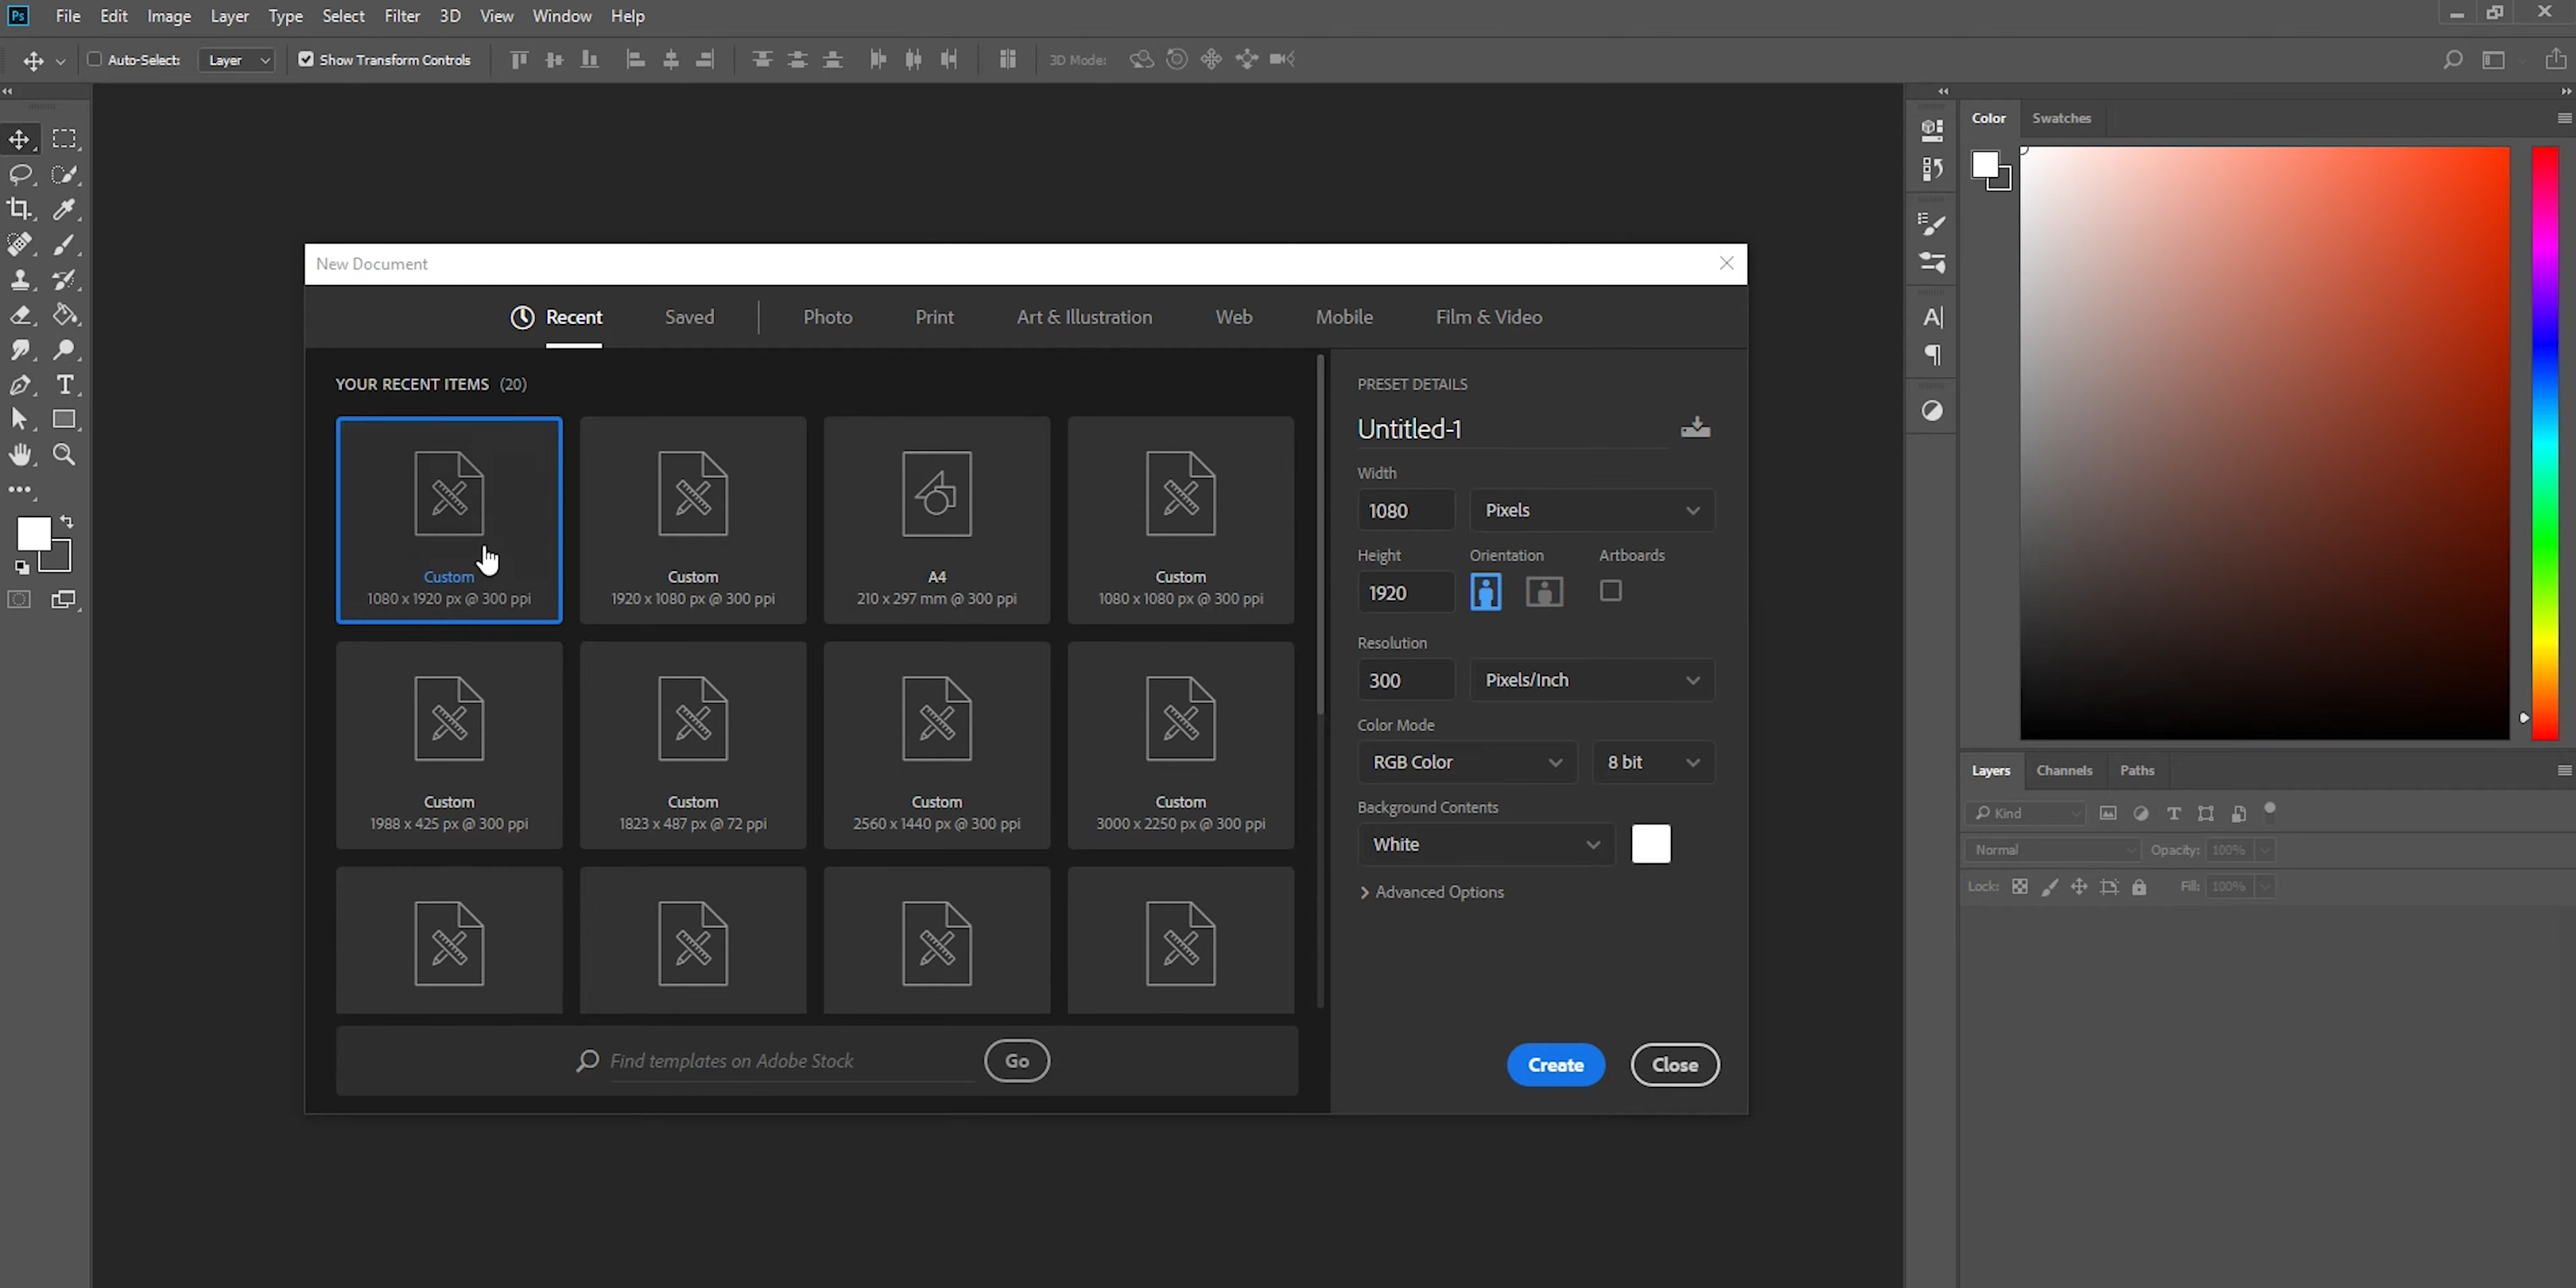 Ps File Edit Image Layer Type Select Filter 3D View Window Help
Auto-Select: Layer Show Transform Controls 3D Mode:
Color Swatches
New Document
Recent Saved Photo Print Art & Illustration Web Mobile Film & Video
YOUR RECENT ITEMS (20)
Custom
1080 x 1920 px @ 300 ppi
Custom
1920 x 1080 px @ 300 ppi
A4
210 x 297 mm @ 300 ppi
Custom
1080 x 1080 px @ 300 ppi
Custom
1988 x 425 px @ 300 ppi
Custom
1823 x 487 px @ 72 ppi
Custom
2560 x 1440 px @ 300 ppi
Custom
3000 x 2250 px @ 300 ppi
Find templates on Adobe Stock Go
PRESET DETAILS
Untitled-1
Width
1080 Pixels
Height Orientation Artboards
1920
Resolution
300 Pixels/Inch
Color Mode
RGB Color 8 bit
Background Contents
White
Advanced Options
Create Close
Layers Channels Paths
Kind
Normal Opacity: 100%
Lock: Fill: 100%